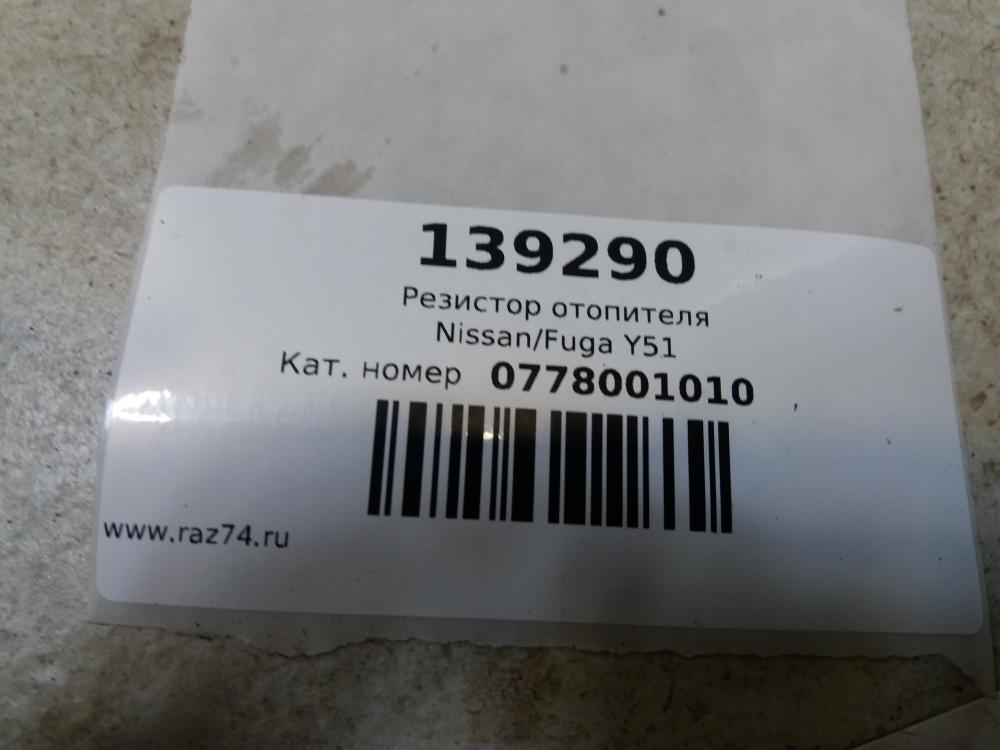 139290
Резистор отопителя
Nissan/Fuga Y51
Кат. номер 0778001010
www.raz74.ru